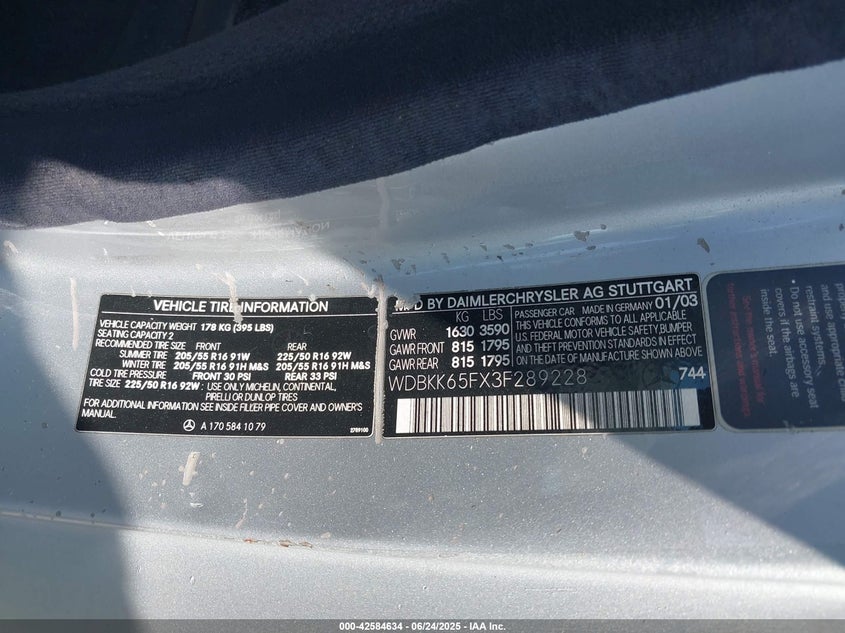 VEHICLE TIRE INFORMATION
VEHICLE CAPACITY WEIGHT 178 KG (395 LBS)
SEATING CAPACITY 2
RECOMMENDED TIRE SIZE FRONT REAR
SUMMER TIRE 205/55 R16 91W 225/50 R16 92W
WINTER TIRE 205/55 R16 91H M&S 205/55 R16 91H M&S
COLD TIRE PRESSURE FRONT 30 PSI REAR 33 PSI
TIRE 225/50 R16 92W : USE ONLY MICHELIN, CONTINENTAL,
PIRELLI OR DUNLOP TIRES
FOR ADDITIONAL INFORMATION SEE INSIDE FILLER PIPE COVER AND OWNER'S
MANUAL.
A 170 584 10 79
2789100
BY DAIMLERCHRYSLER AG STUTTGART
KG LBS
GVWR 1630 3590
GAWR FRONT 815 1795
GAWR REAR 815 1795
PASSENGER CAR MADE IN GERMANY 01/03
THIS VEHICLE CONFORMS TO ALL APPLICABLE
U.S. FEDERAL MOTOR VEHICLE SAFETY, BUMPER
AND THEFT PREVENTION STANDARDS IN EFFECT
ON THE DATE OF MANUFACTURE SHOWN ABOVE.
WDBKK65FX3F289228 744
• Do not use accessory seat
restraint systems
if the garage, are
000-42584634 / 06/24/2025 - IAA Inc.